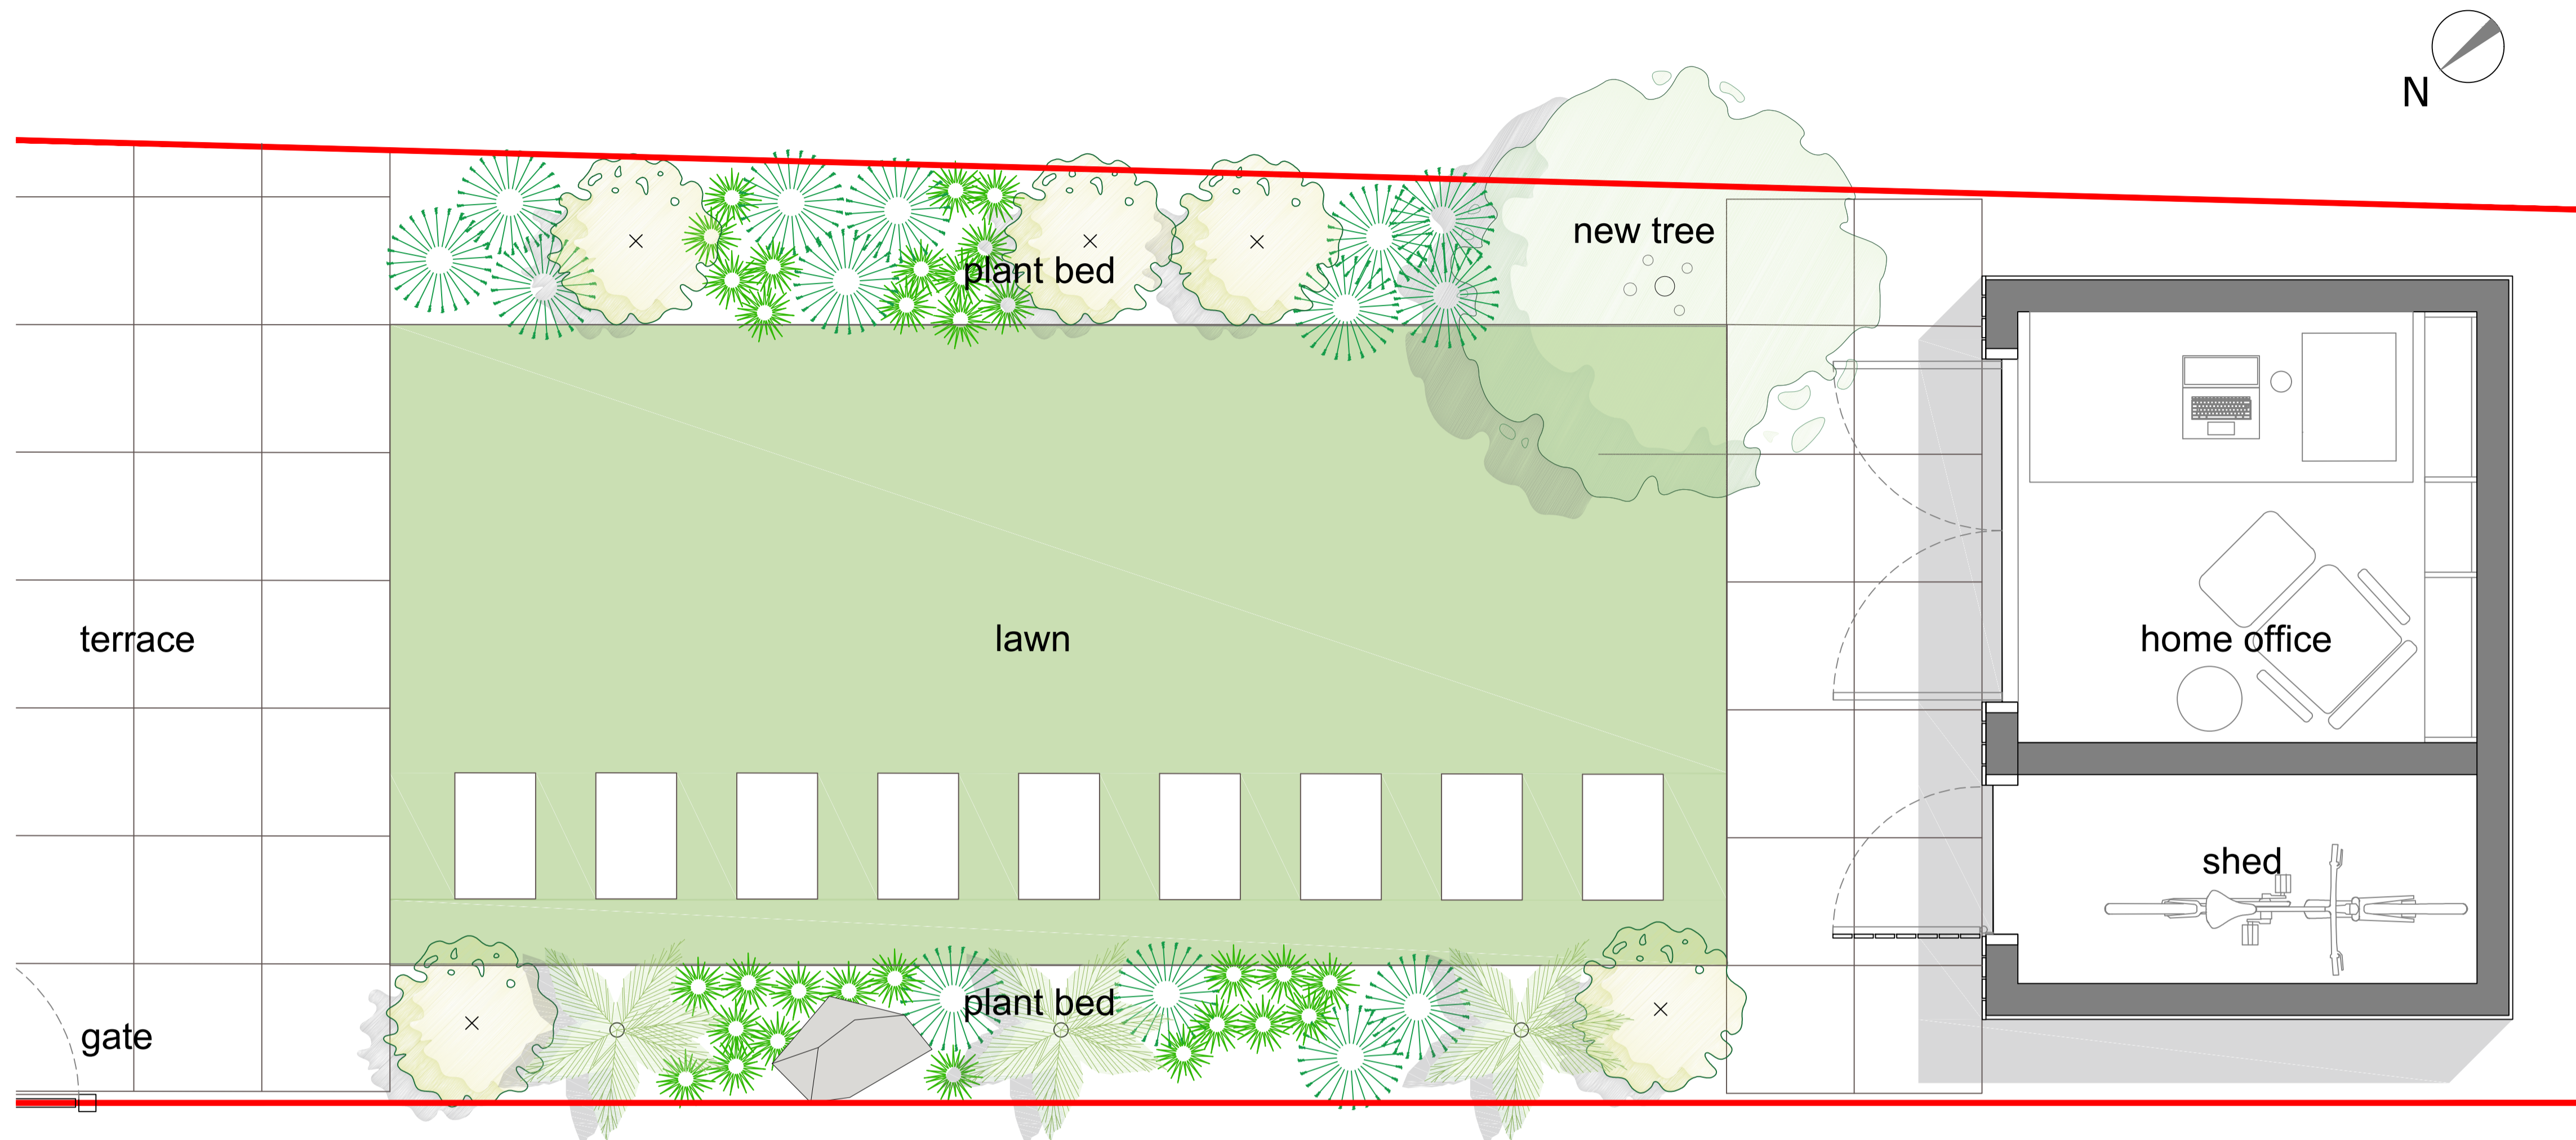 N
new tree
plant bed
terrace
lawn
home office
shed
plant bed
gate